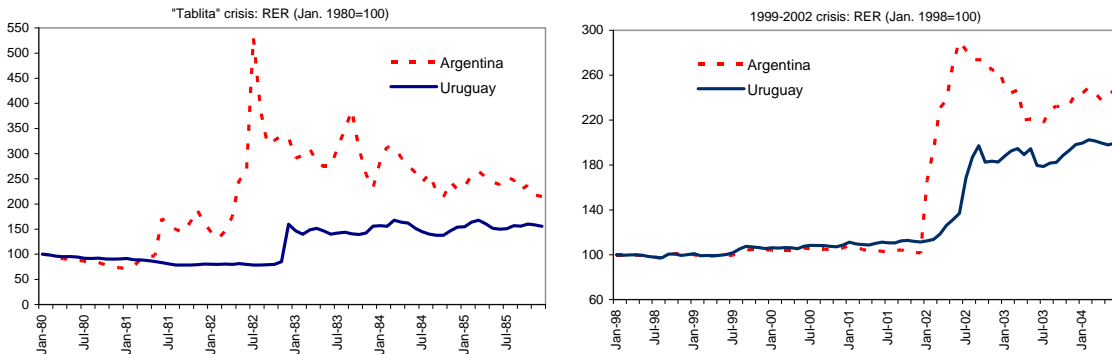 "Tablita" crisis: RER (Jan. 1980=100)
550
500
450
400
350
300
250
200
150
100
50
0
Argentina
Uruguay
Jan-80
Jul-80
Jan-81
Jul-81
Jan-82
Jul-82
Jan-83
Jul-83
Jan-84
Jul-84
Jan-85
Jul-85
1999-2002 crisis: RER (Jan. 1998=100)
300
260
220
180
140
100
60
Argentina
Uruguay
Jan-98
Jul-98
Jan-99
Jul-99
Jan-00
Jul-00
Jan-01
Jul-01
Jan-02
Jul-02
Jan-03
Jul-03
Jan-04